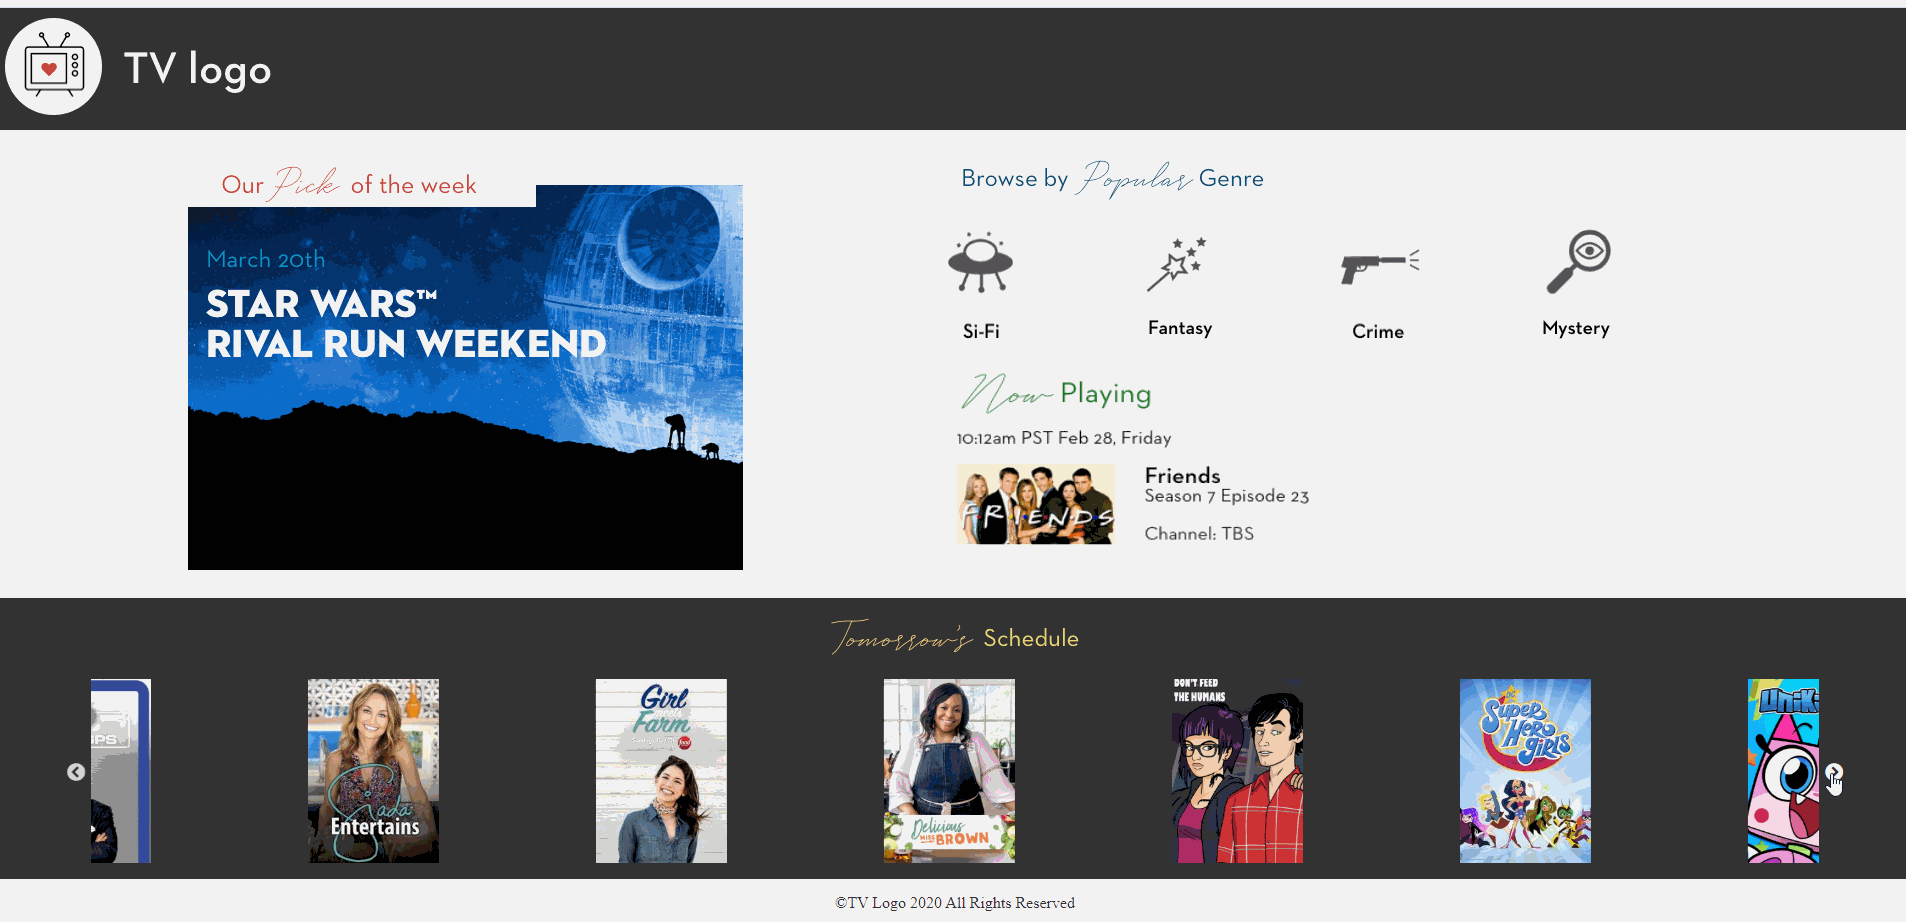 TV logo
Our Pick of the week
March 20th
STAR WARS™
RIVAL RUN WEEKEND
Browse by Popular Genre
Si-Fi
Fantasy
Crime
Mystery
Now Playing
10:12am PST Feb 28, Friday
FRIENDS
Friends
Season 7 Episode 23
Channel: TBS
Tomorrow's Schedule
Giada
Entertains
Girl
meets
Farm
food
Delicious
MISS
BROWN
DON'T FEED
THE HUMANS
Super
Hero
girls
UniK
©TV Logo 2020 All Rights Reserved